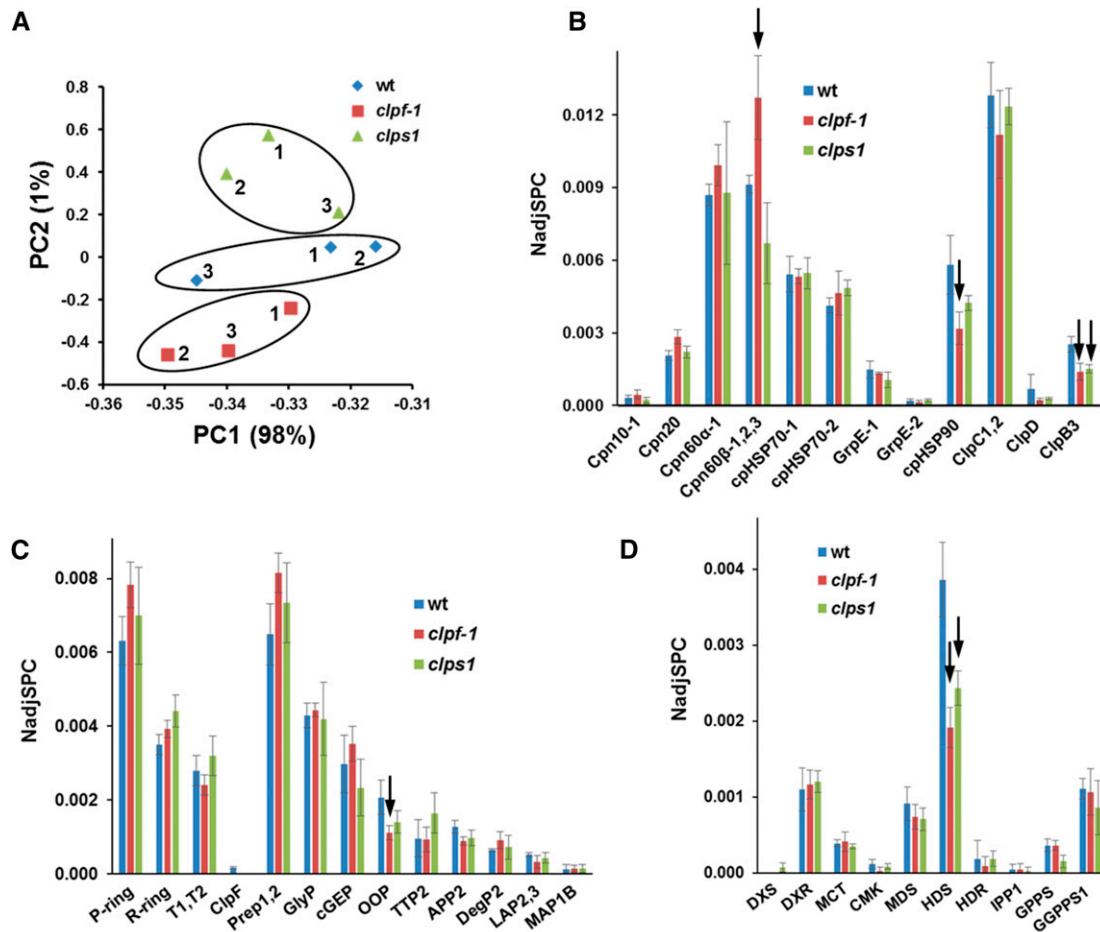 A
PC2 (1%)
0.8
0.6
0.4
0.2
0
-0.2
-0.4
-0.6
-0.36
-0.35
-0.34
-0.33
-0.32
-0.31
PC1 (98%)
wt
clpf-1
clps1
1
2
3
1
2
3
1
3
2
B
NadjSPC
0.012
0.009
0.006
0.003
0.000
wt
clpf-1
clps1
Cpn10-1
Cpn20
Cpn60α-1
Cpn60β-1,2,3
cpHSP70-1
cpHSP70-2
GrpE-1
GrpE-2
cpHSP90
ClpC1,2
ClpD
ClpB3
C
NadjSPC
0.008
0.006
0.004
0.002
0.000
wt
clpf-1
clps1
P-ring
R-ring
T1,T2
ClpF
Prep1,2
GlyP
cGEP
OOP
TTP2
APP2
DegP2
LAP2,3
MAP1B
D
NadjSPC
0.004
0.003
0.002
0.001
0.000
wt
clpf-1
clps1
DXS
DXR
MCT
CMK
MDS
HDS
HDR
IPP1
GPPS
GGPPS1